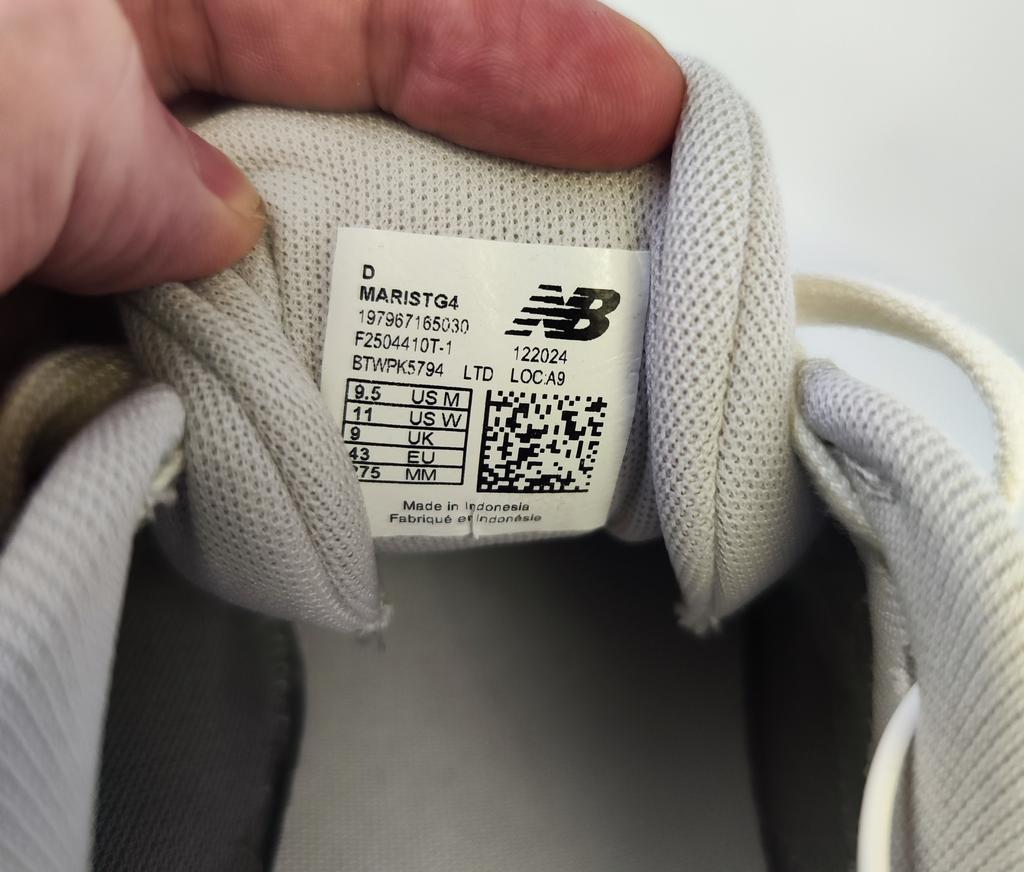 D
MARISTG4
197967165030
F2504410T-1
BTWPK5794 LTD
NB
122024
LOC:A9
9.5 US M
11 US W
9 UK
43 EU
275 MM
Made in Indonesia
Fabriqué en Indonésie